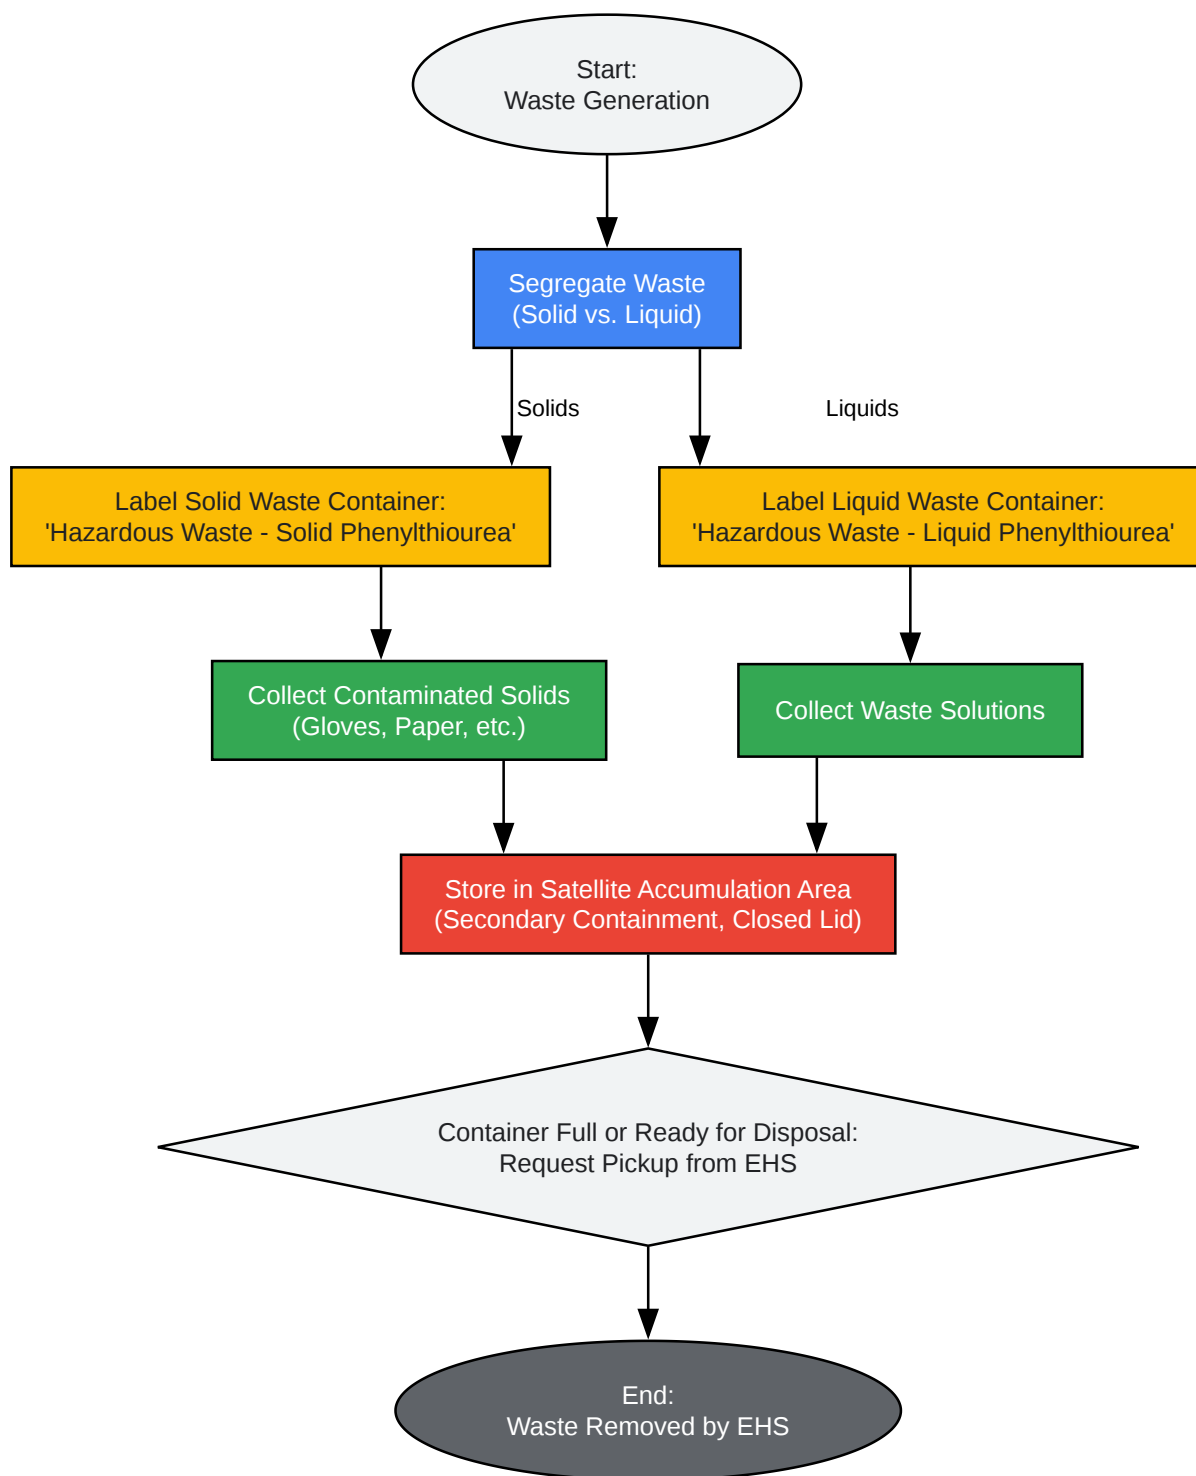 Start:
Waste Generation
Segregate Waste
(Solid vs. Liquid)
Solids
Liquids
Label Solid Waste Container:
'Hazardous Waste - Solid Phenylthiourea'
Label Liquid Waste Container:
'Hazardous Waste - Liquid Phenylthiourea'
Collect Contaminated Solids
(Gloves, Paper, etc.)
Collect Waste Solutions
Store in Satellite Accumulation Area
(Secondary Containment, Closed Lid)
Container Full or Ready for Disposal:
Request Pickup from EHS
End:
Waste Removed by EHS